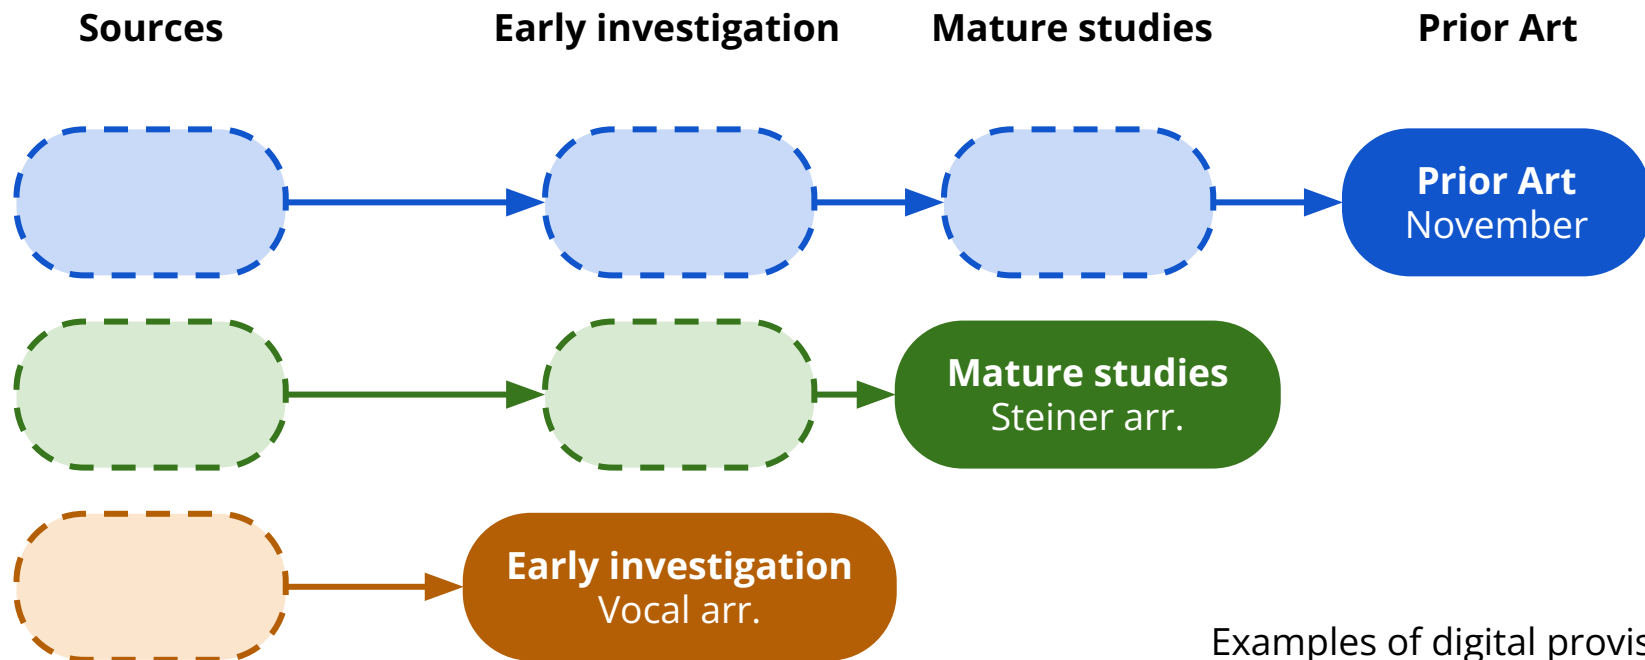 Sources Early investigation Mature studies Prior Art
Prior Art
November
Mature studies
Steiner arr.
Early investigation
Vocal arr.
Examples of digital